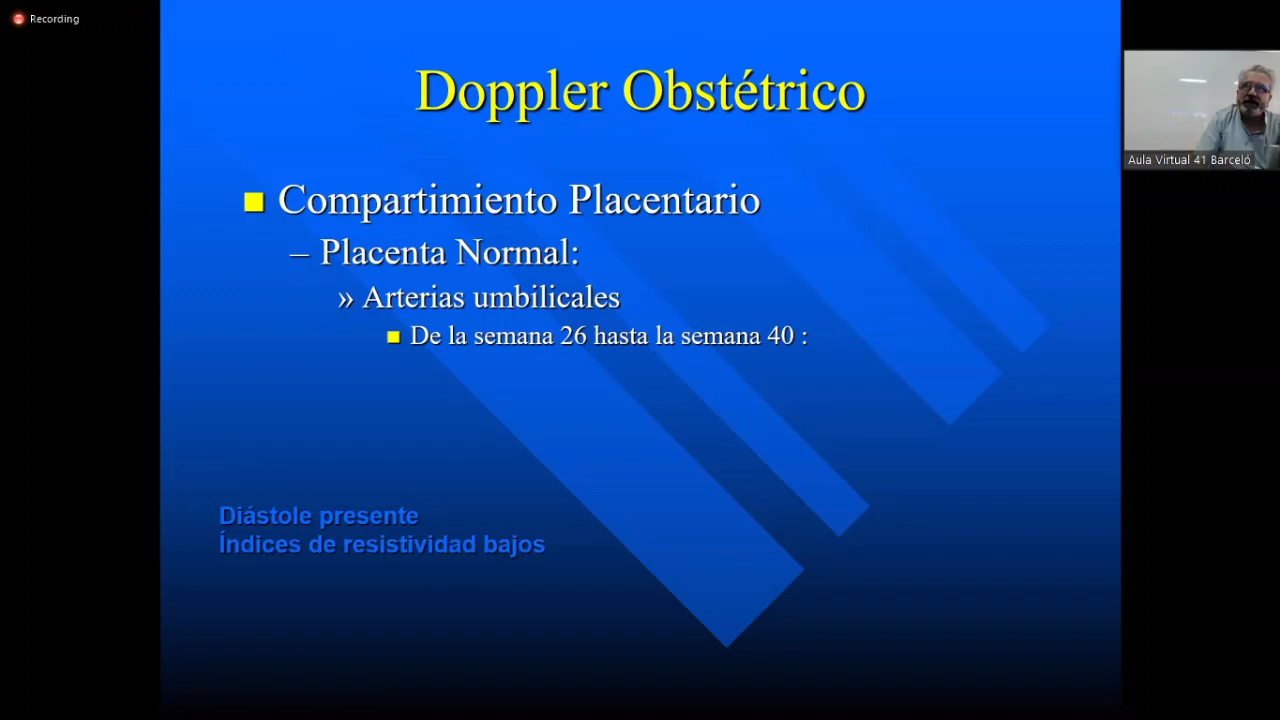 Recording
Doppler Obstétrico
Compartimiento Placentario
– Placenta Normal:
» Arterias umbilicales
De la semana 26 hasta la semana 40 :
Diástole presente
Índices de resistividad bajos
Aula Virtual 41 Barceló